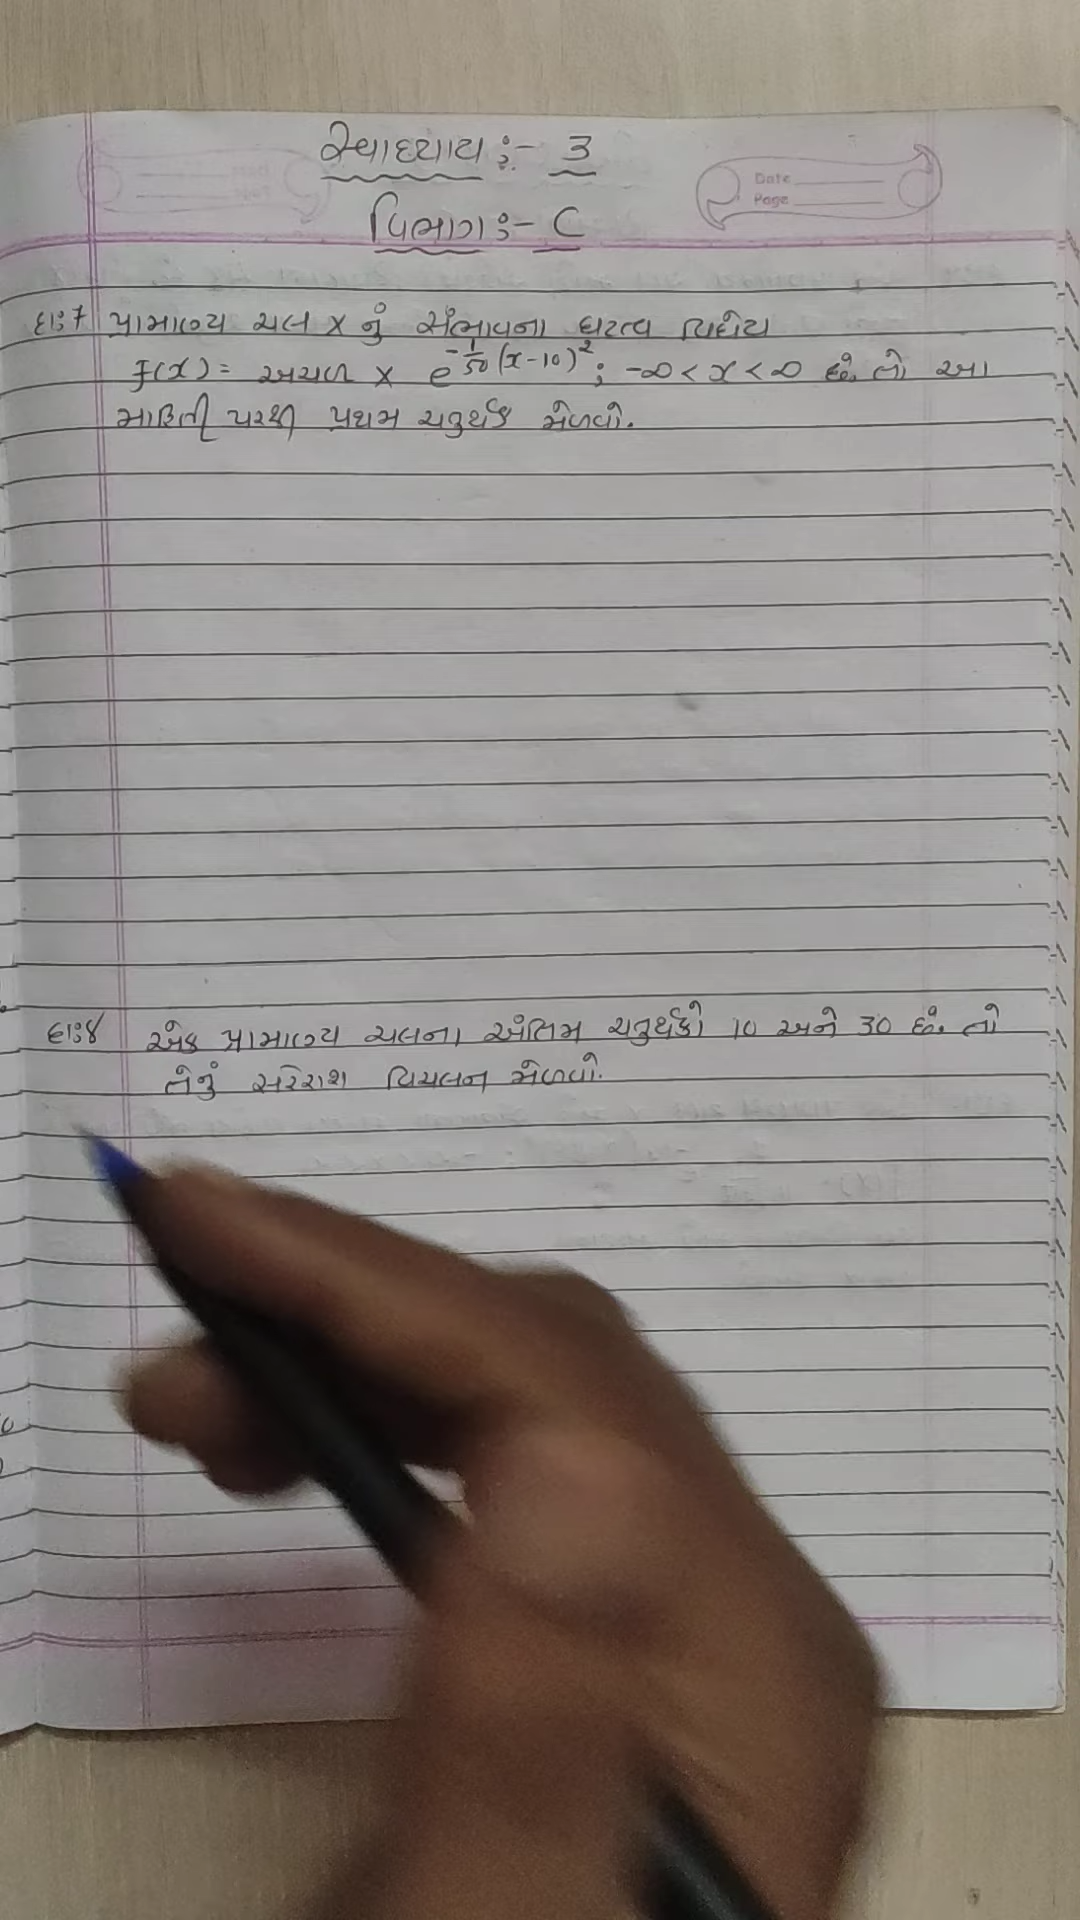 સ્વાધ્યાય :- 3
વિભાગ :- C
Date
Page
દા:7 પ્રામાણ્ય ચલ X નું સંભાવના ઘટત્વ વિધેય
f(x) = અચળ × e^{-1/50 (x-10)^2} ; -∞ < x < ∞ છે. તો આ
માહિતી પરથી પ્રથમ ચતુર્થક મેળવો.
દા:8 એક પ્રામાણ્ય ચલના અંતિમ ચતુર્થકો 10 અને 30 છે. તો
તેનું સરેરાશ વિચલન મેળવો.